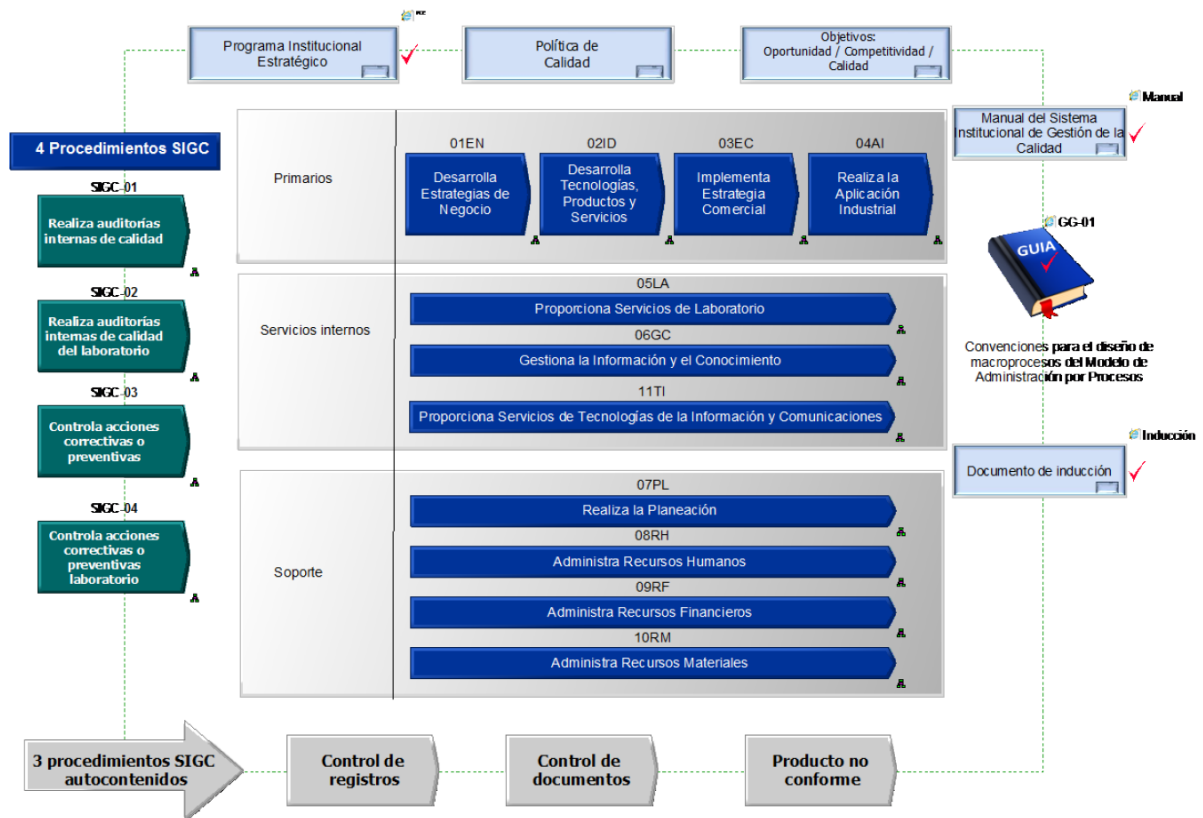 Programa Institucional
Estratégico
Política de
Calidad
Objetivos:
Oportunidad / Competitividad /
Calidad
Manual
Manual del Sistema
Institucional de Gestión de la
Calidad
4 Procedimientos SIGC
SIGC-01
Realiza auditorías
internas de calidad
SIGC-02
Realiza auditorías
internas de calidad
del laboratorio
SIGC-03
Controla acciones
correctivas o
preventivas
SIGC-04
Controla acciones
correctivas o
preventivas
laboratorio
Primarios
01EN
Desarrolla
Estrategias de
Negocio
02ID
Desarrolla
Tecnologías,
Productos y
Servicios
03EC
Implementa
Estrategia
Comercial
04AI
Realiza la
Aplicación
Industrial
Servicios internos
05LA
Proporciona Servicios de Laboratorio
06GC
Gestiona la Información y el Conocimiento
11TI
Proporciona Servicios de Tecnologías de la Información y Comunicaciones
Soporte
07PL
Realiza la Planeación
08RH
Administra Recursos Humanos
09RF
Administra Recursos Financieros
10RM
Administra Recursos Materiales
GG-01
GUIA
Convenciones para el diseño de
macroprocesos del Modelo de
Administración por Procesos
Inducción
Documento de inducción
3 procedimientos SIGC
autocontenidos
Control de
registros
Control de
documentos
Producto no
conforme